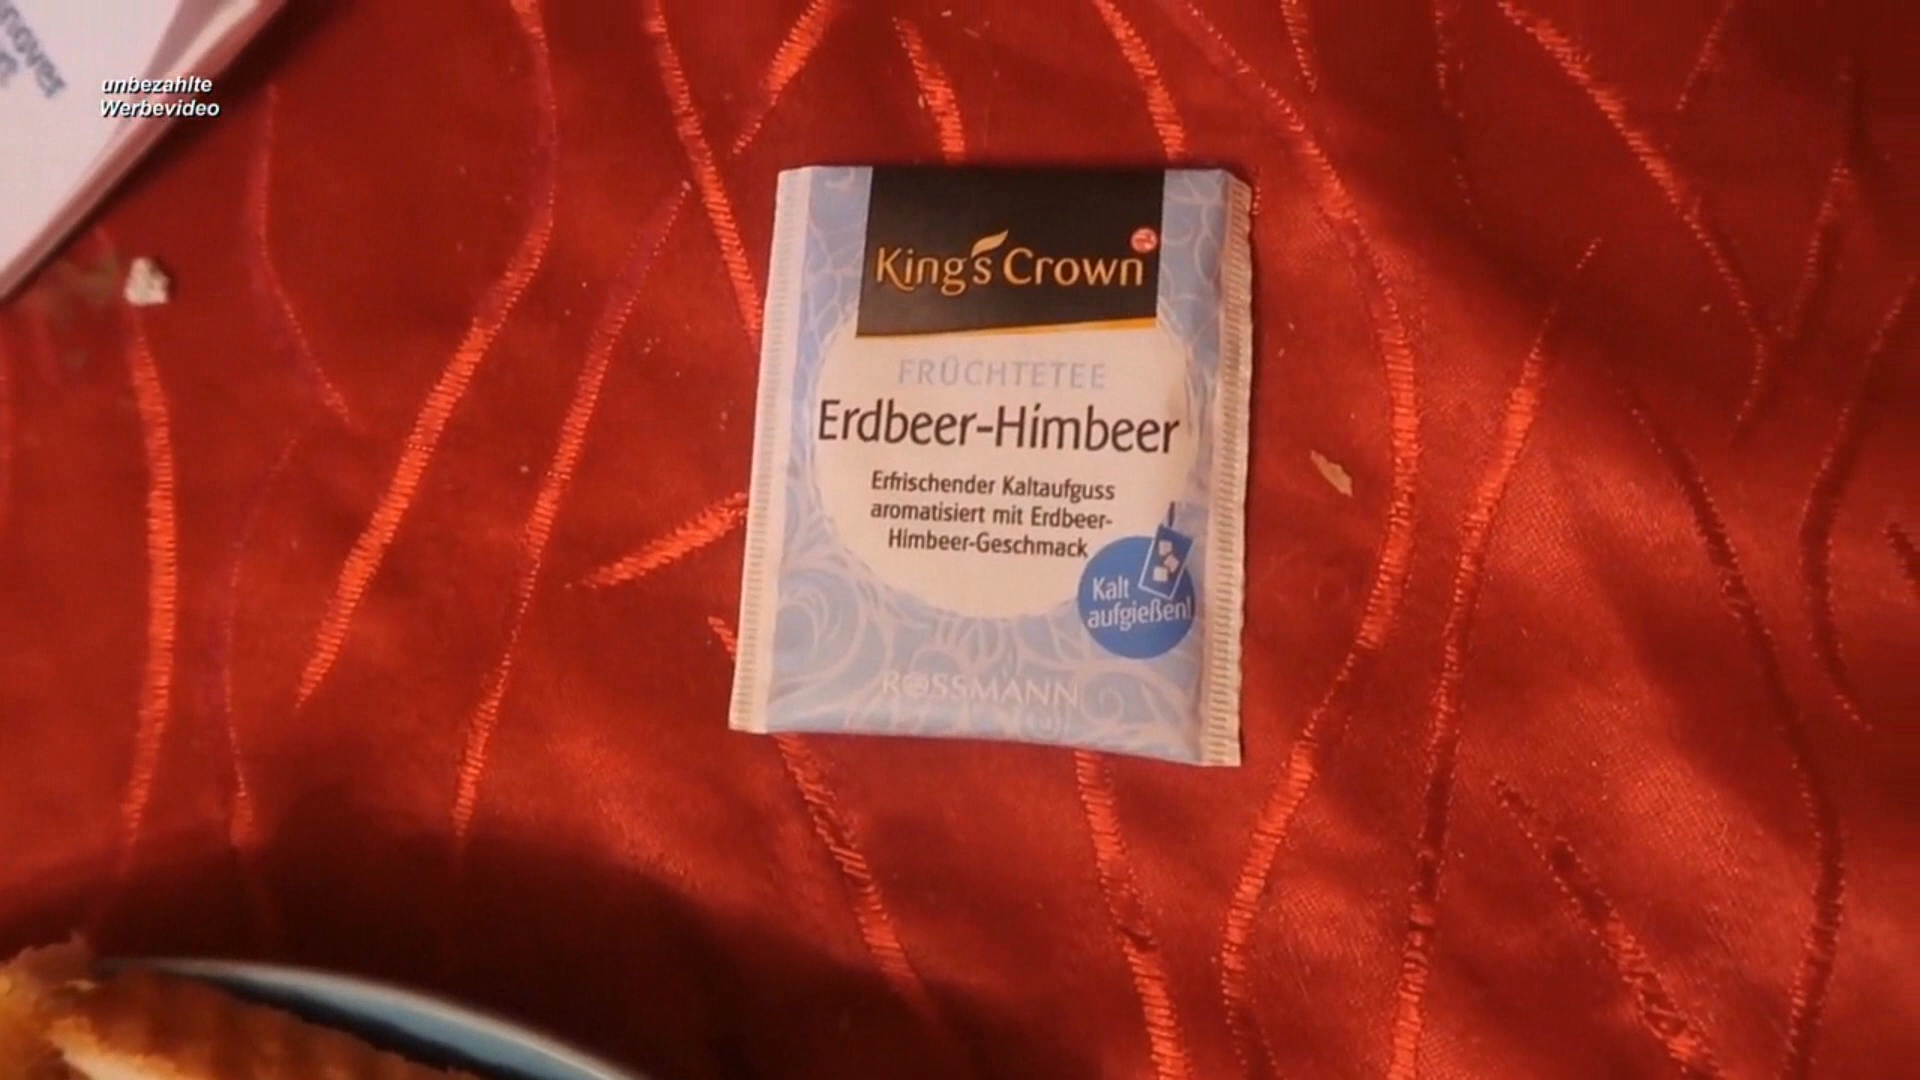 unbezahlte
Werbevideo
King's Crown
FRÜCHTETEE
Erdbeer-Himbeer
Erfrischender Kaltaufguss
aromatisiert mit Erdbeer-
Himbeer-Geschmack
Kalt
aufgießen!
ROSSMANN